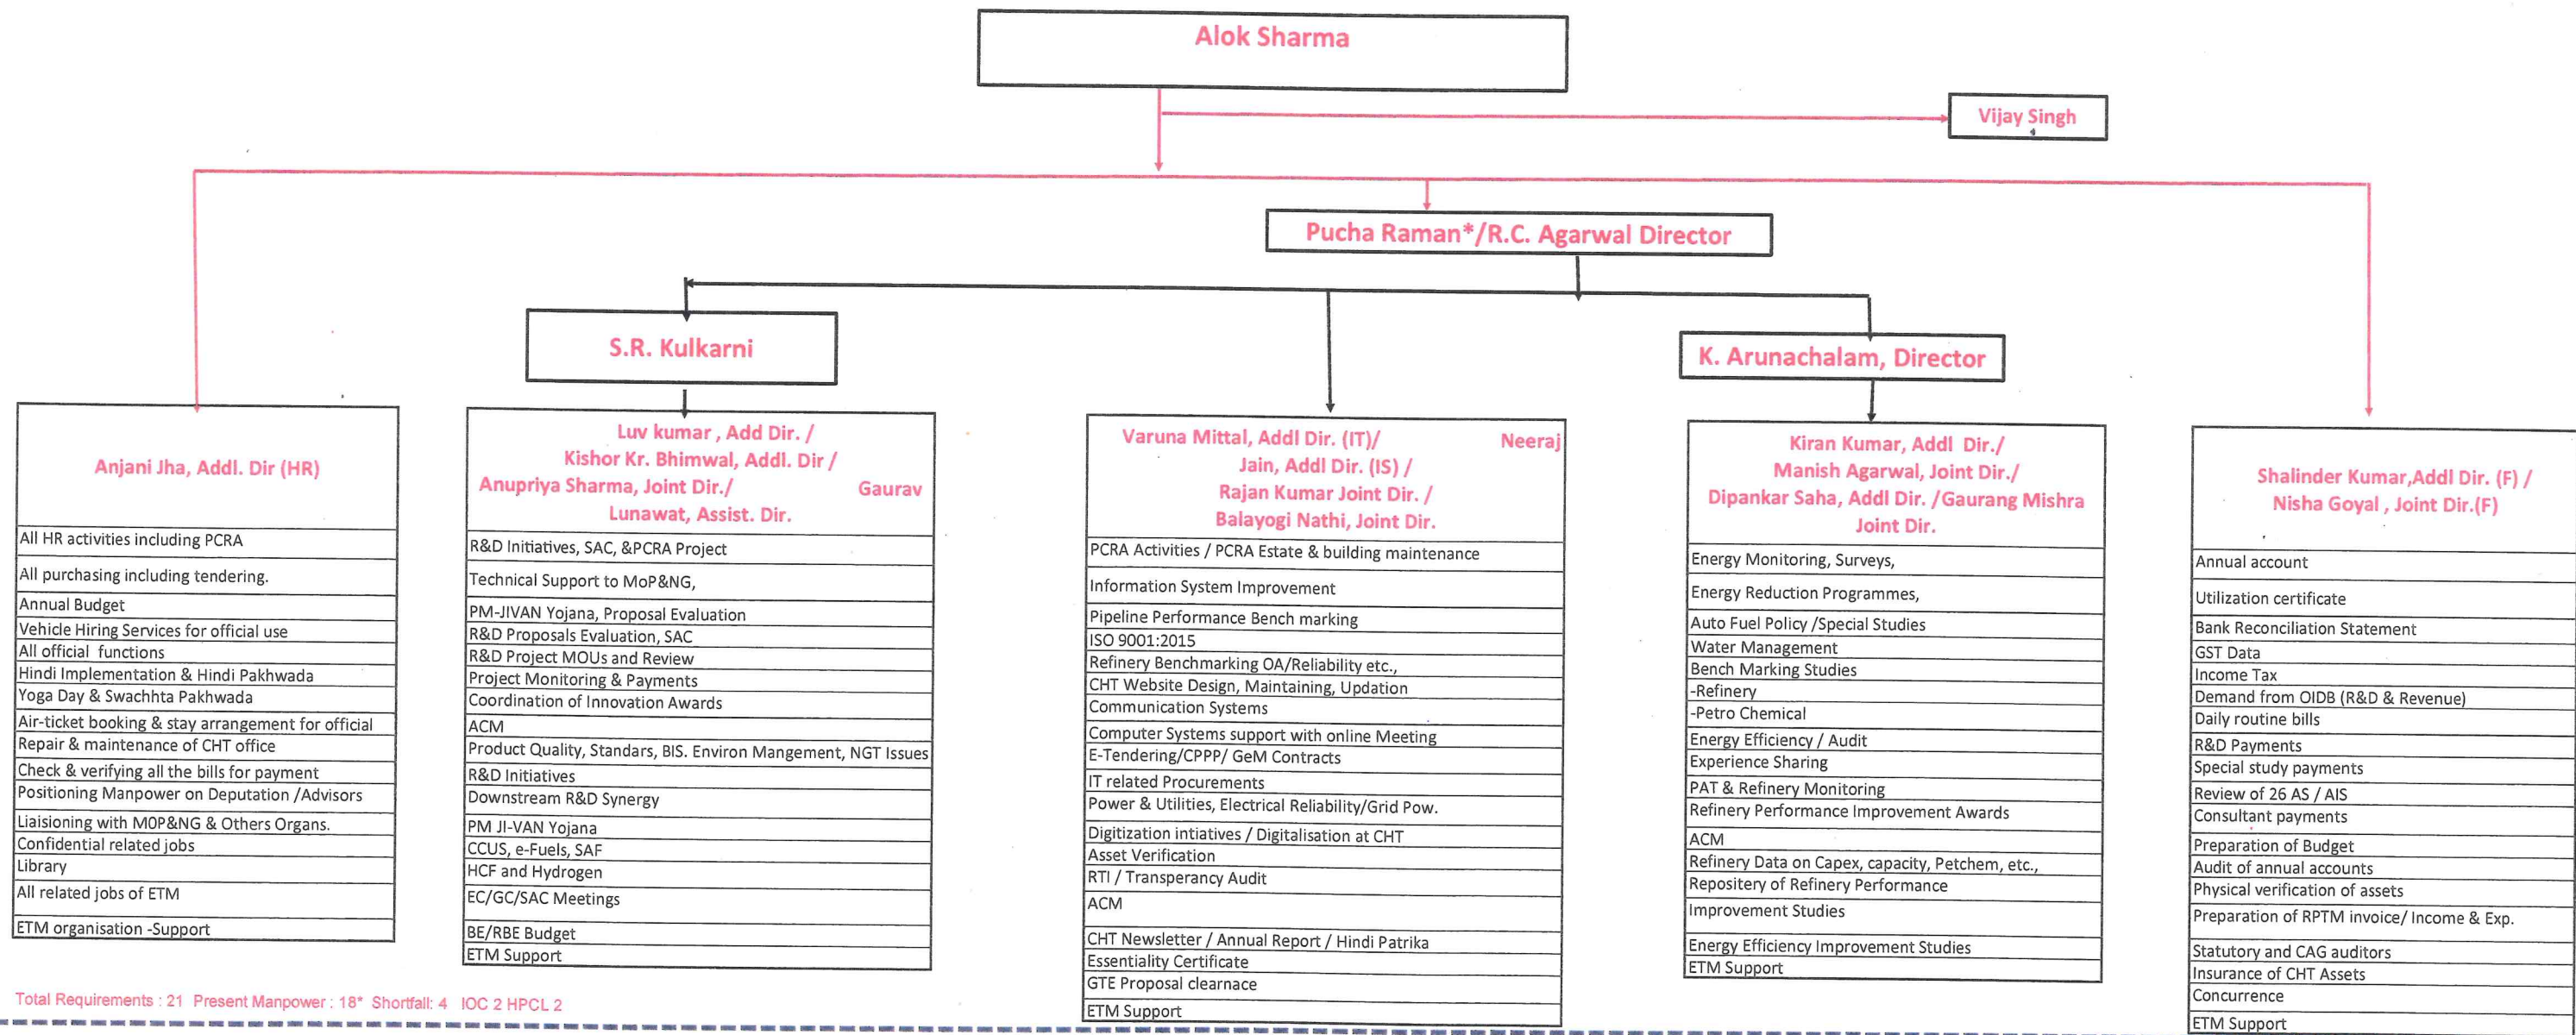 Alok Sharma
Vijay Singh
Pucha Raman*/R.C. Agarwal Director
S.R. Kulkarni
K. Arunachalam, Director
Anjani Jha, Addl. Dir (HR)
All HR activities including PCRA
All purchasing including tendering.
Annual Budget
Vehicle Hiring Services for official use
All official  functions
Hindi Implementation & Hindi Pakhwada
Yoga Day & Swachhta Pakhwada
Air-ticket booking & stay arrangement for official
Repair & maintenance of CHT office
Check & verifying all the bills for payment
Positioning Manpower on Deputation /Advisors
Liaisioning with M0P&NG & Others Organs.
Confidential related jobs
Library
All related jobs of ETM
ETM organisation -Support
Luv kumar , Add Dir. /
Kishor Kr. Bhimwal, Addl. Dir /
Anupriya Sharma, Joint Dir./ Gaurav
Lunawat, Assist. Dir.
R&D Initiatives, SAC, &PCRA Project
Technical Support to MoP&NG,
PM-JIVAN Yojana, Proposal Evaluation
R&D Proposals Evaluation, SAC
R&D Project MOUs and Review
Project Monitoring & Payments
Coordination of Innovation Awards
ACM
Product Quality, Standars, BIS. Environ Mangement, NGT Issues
R&D Initiatives
Downstream R&D Synergy
PM JI-VAN Yojana
CCUS, e-Fuels, SAF
HCF and Hydrogen
EC/GC/SAC Meetings
BE/RBE Budget
ETM Support
Varuna Mittal, Addl Dir. (IT)/ Neeraj
Jain, Addl Dir. (IS) /
Rajan Kumar Joint Dir. /
Balayogi Nathi, Joint Dir.
PCRA Activities / PCRA Estate & building maintenance
Information System Improvement
Pipeline Performance Bench marking
ISO 9001:2015
Refinery Benchmarking OA/Reliability etc.,
CHT Website Design, Maintaining, Updation
Communication Systems
Computer Systems support with online Meeting
E-Tendering/CPPP/ GeM Contracts
IT related Procurements
Power & Utilities, Electrical Reliability/Grid Pow.
Digitization intiatives / Digitalisation at CHT
Asset Verification
RTI / Transperancy Audit
ACM
CHT Newsletter / Annual Report / Hindi Patrika
Essentiality Certificate
GTE Proposal clearnace
ETM Support
Kiran Kumar, Addl  Dir./
Manish Agarwal, Joint Dir./
Dipankar Saha, Addl Dir. /Gaurang Mishra
Joint Dir.
Energy Monitoring, Surveys,
Energy Reduction Programmes,
Auto Fuel Policy /Special Studies
Water Management
Bench Marking Studies
-Refinery
-Petro Chemical
Energy Efficiency / Audit
Experience Sharing
PAT & Refinery Monitoring
Refinery Performance Improvement Awards
ACM
Refinery Data on Capex, capacity, Petchem, etc.,
Repositery of Refinery Performance
Improvement Studies
Energy Efficiency Improvement Studies
ETM Support
Shalinder Kumar,Addl Dir. (F) /
Nisha Goyal , Joint Dir.(F)
Annual account
Utilization certificate
Bank Reconciliation Statement
GST Data
Income Tax
Demand from OIDB (R&D & Revenue)
Daily routine bills
R&D Payments
Special study payments
Review of 26 AS / AIS
Consultant payments
Preparation of Budget
Audit of annual accounts
Physical verification of assets
Preparation of RPTM invoice/ Income & Exp.
Statutory and CAG auditors
Insurance of CHT Assets
Concurrence
ETM Support
Total Requirements : 21  Present Manpower : 18*  Shortfall: 4   IOC 2 HPCL 2